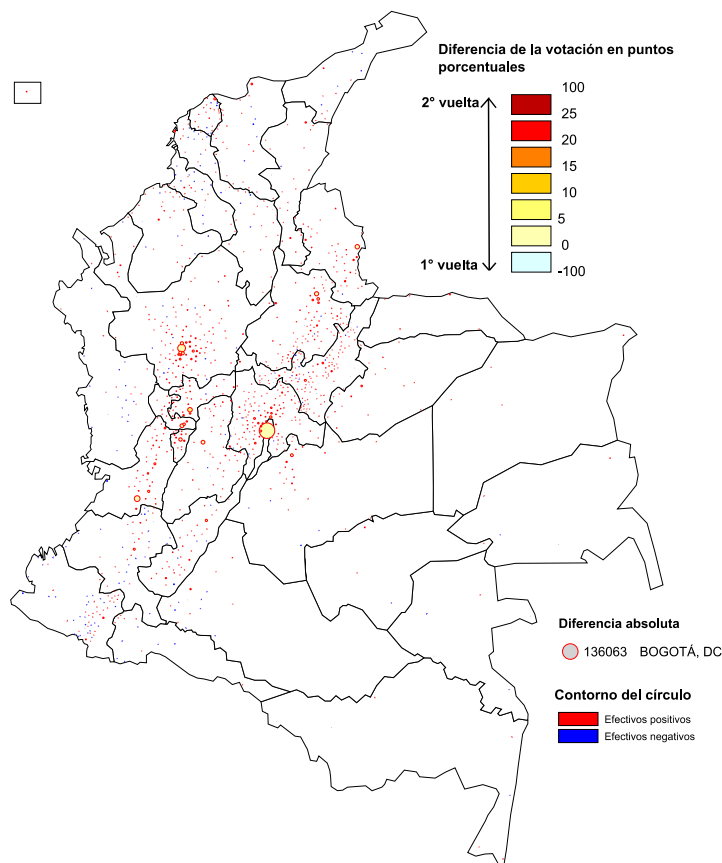 Diferencia de la votación en puntos
porcentuales
100
2° vuelta
25
20
15
10
5
0
1° vuelta
-100
Diferencia absoluta
136063 BOGOTÁ, DC
Contorno del círculo
Efectivos positivos
Efectivos negativos